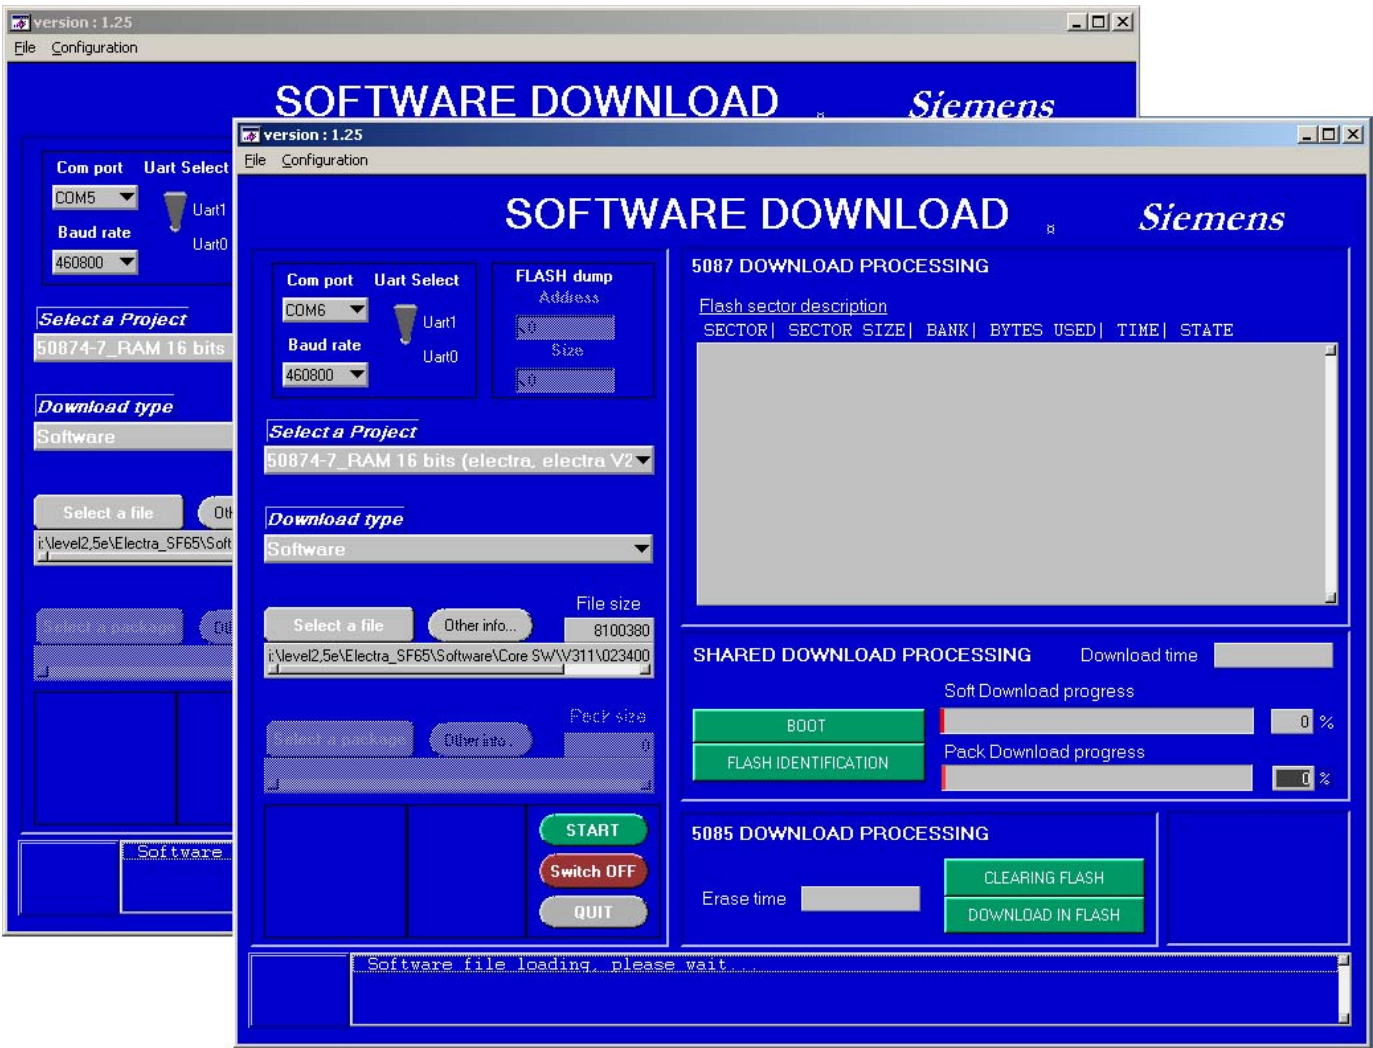 version : 1.25
File Configuration
SOFTWARE DOWNLOAD
Siemens
Com port Uart Select
COM5
Uart1
Baud rate
Uart0
460800
Select a Project
50874-7_RAM 16 bits
Download type
Software
Select a file
i:\level2,5e\Electra_SF65\Soft
Select a package
Software
version : 1.25
File Configuration
SOFTWARE DOWNLOAD
Siemens
Com port Uart Select
COM6
Uart1
Baud rate
Uart0
460800
FLASH dump
Address
0
Size
0
Select a Project
50874-7_RAM 16 bits (electra, electra V2
Download type
Software
File size
Select a file Other info... 8100380
i:\level2,5e\Electra_SF65\Software\Core SW\V311\023400
Pack size
Select a package Other info... 0
START
Switch OFF
QUIT
5087 DOWNLOAD PROCESSING
Flash sector description
SECTOR| SECTOR SIZE| BANK| BYTES USED| TIME| STATE
SHARED DOWNLOAD PROCESSING Download time
Soft Download progress
BOOT 0 %
Pack Download progress
FLASH IDENTIFICATION 0 %
5085 DOWNLOAD PROCESSING
CLEARING FLASH
Erase time
DOWNLOAD IN FLASH
Software file loading, please wait...